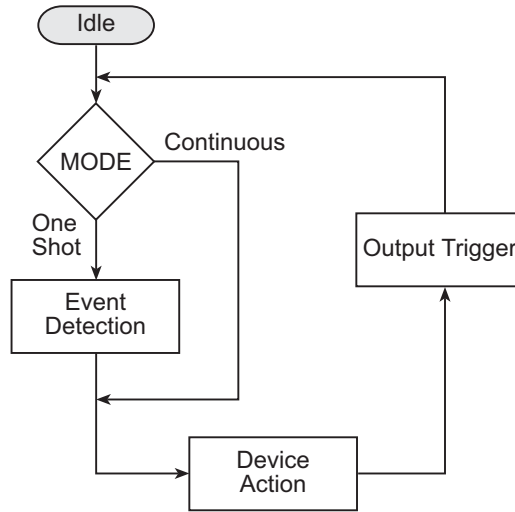 Idle
MODE
Continuous
One
Shot
Output Trigger
Event
Detection
Device
Action